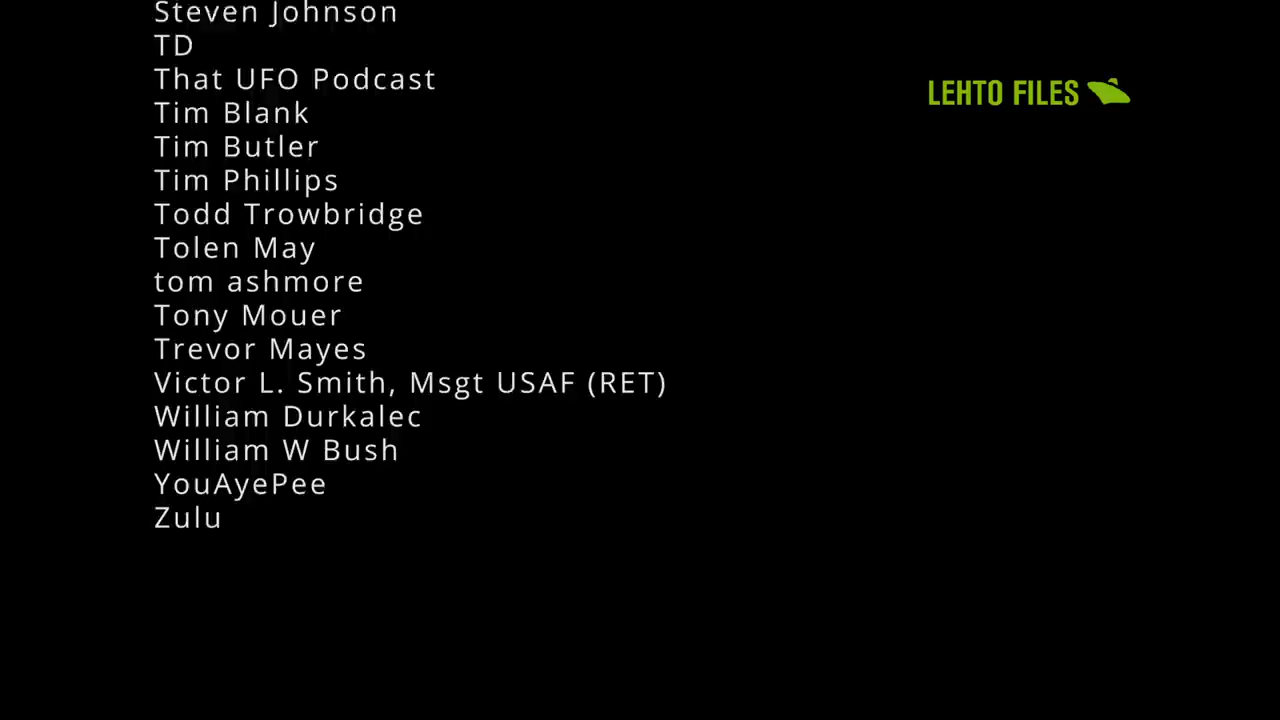 Steven Johnson
TD
That UFO Podcast
Tim Blank
Tim Butler
Tim Phillips
Todd Trowbridge
Tolen May
tom ashmore
Tony Mouer
Trevor Mayes
Victor L. Smith, Msgt USAF (RET)
William Durkalec
William W Bush
YouAyePee
Zulu
LEHTO FILES